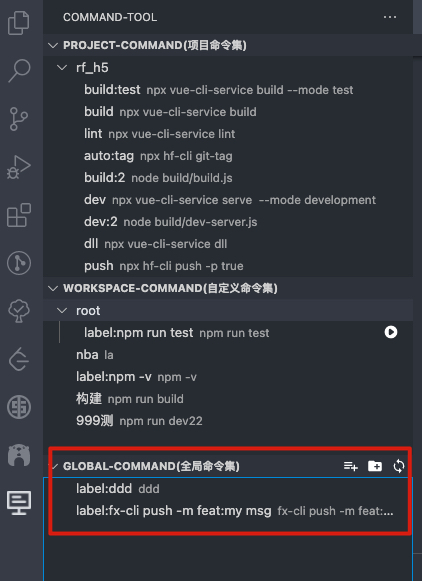 COMMAND-TOOL
PROJECT-COMMAND(项目命令集)
rf_h5
build:test npx vue-cli-service build --mode test
build npx vue-cli-service build
lint npx vue-cli-service lint
auto:tag npx hf-cli git-tag
build:2 node build/build.js
dev npx vue-cli-service serve --mode development
dev:2 node build/dev-server.js
dll npx vue-cli-service dll
push npx hf-cli push -p true
WORKSPACE-COMMAND(自定义命令集)
root
label:npm run test npm run test
nba la
label:npm -v npm -v
构建 npm run build
999测 npm run dev22
GLOBAL-COMMAND(全局命令集)
label:ddd ddd
label:fx-cli push -m feat:my msg fx-cli push -m feat:...